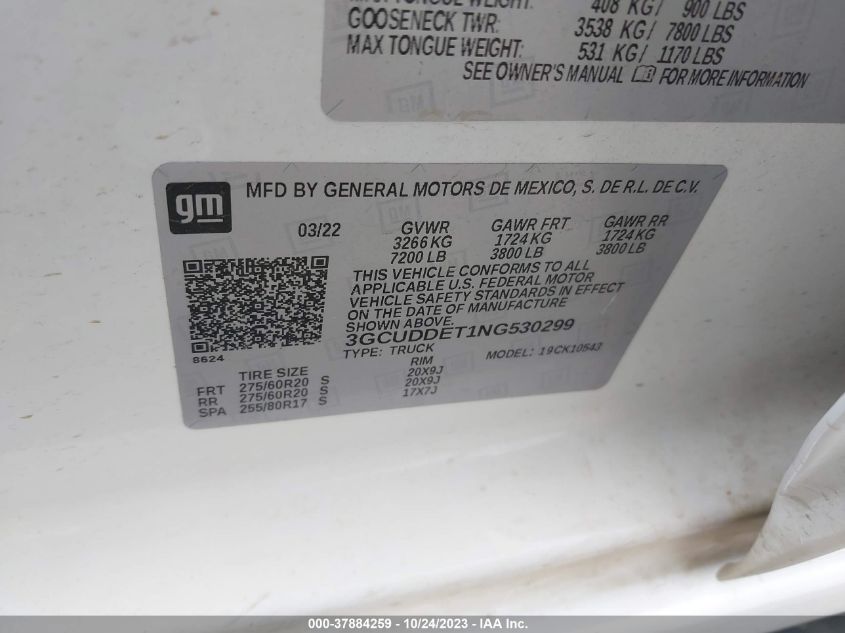 MAX TONGUE WEIGHT: 408 KG/ 900 LBS
GOOSENECK TWR: 3538 KG/ 7800 LBS
MAX TONGUE WEIGHT: 531 KG/ 1170 LBS
SEE OWNER'S MANUAL FOR MORE INFORMATION
gm
MFD BY GENERAL MOTORS DE MEXICO, S. DE R.L. DE C.V.
03/22 GVWR GAWR FRT GAWR RR
3266 KG 1724 KG 1724 KG
7200 LB 3800 LB 3800 LB
THIS VEHICLE CONFORMS TO ALL
APPLICABLE U.S. FEDERAL MOTOR
VEHICLE SAFETY STANDARDS IN EFFECT
ON THE DATE OF MANUFACTURE
SHOWN ABOVE.
3GCUDDET1NG530299
8624
TYPE: TRUCK MODEL: 19CK10543
TIRE SIZE RIM
FRT 275/60R20 S 20X9J
RR 275/60R20 S 20X9J
SPA 255/80R17 S 17X7J
000-37884259 | 10/24/2023 - IAA Inc.